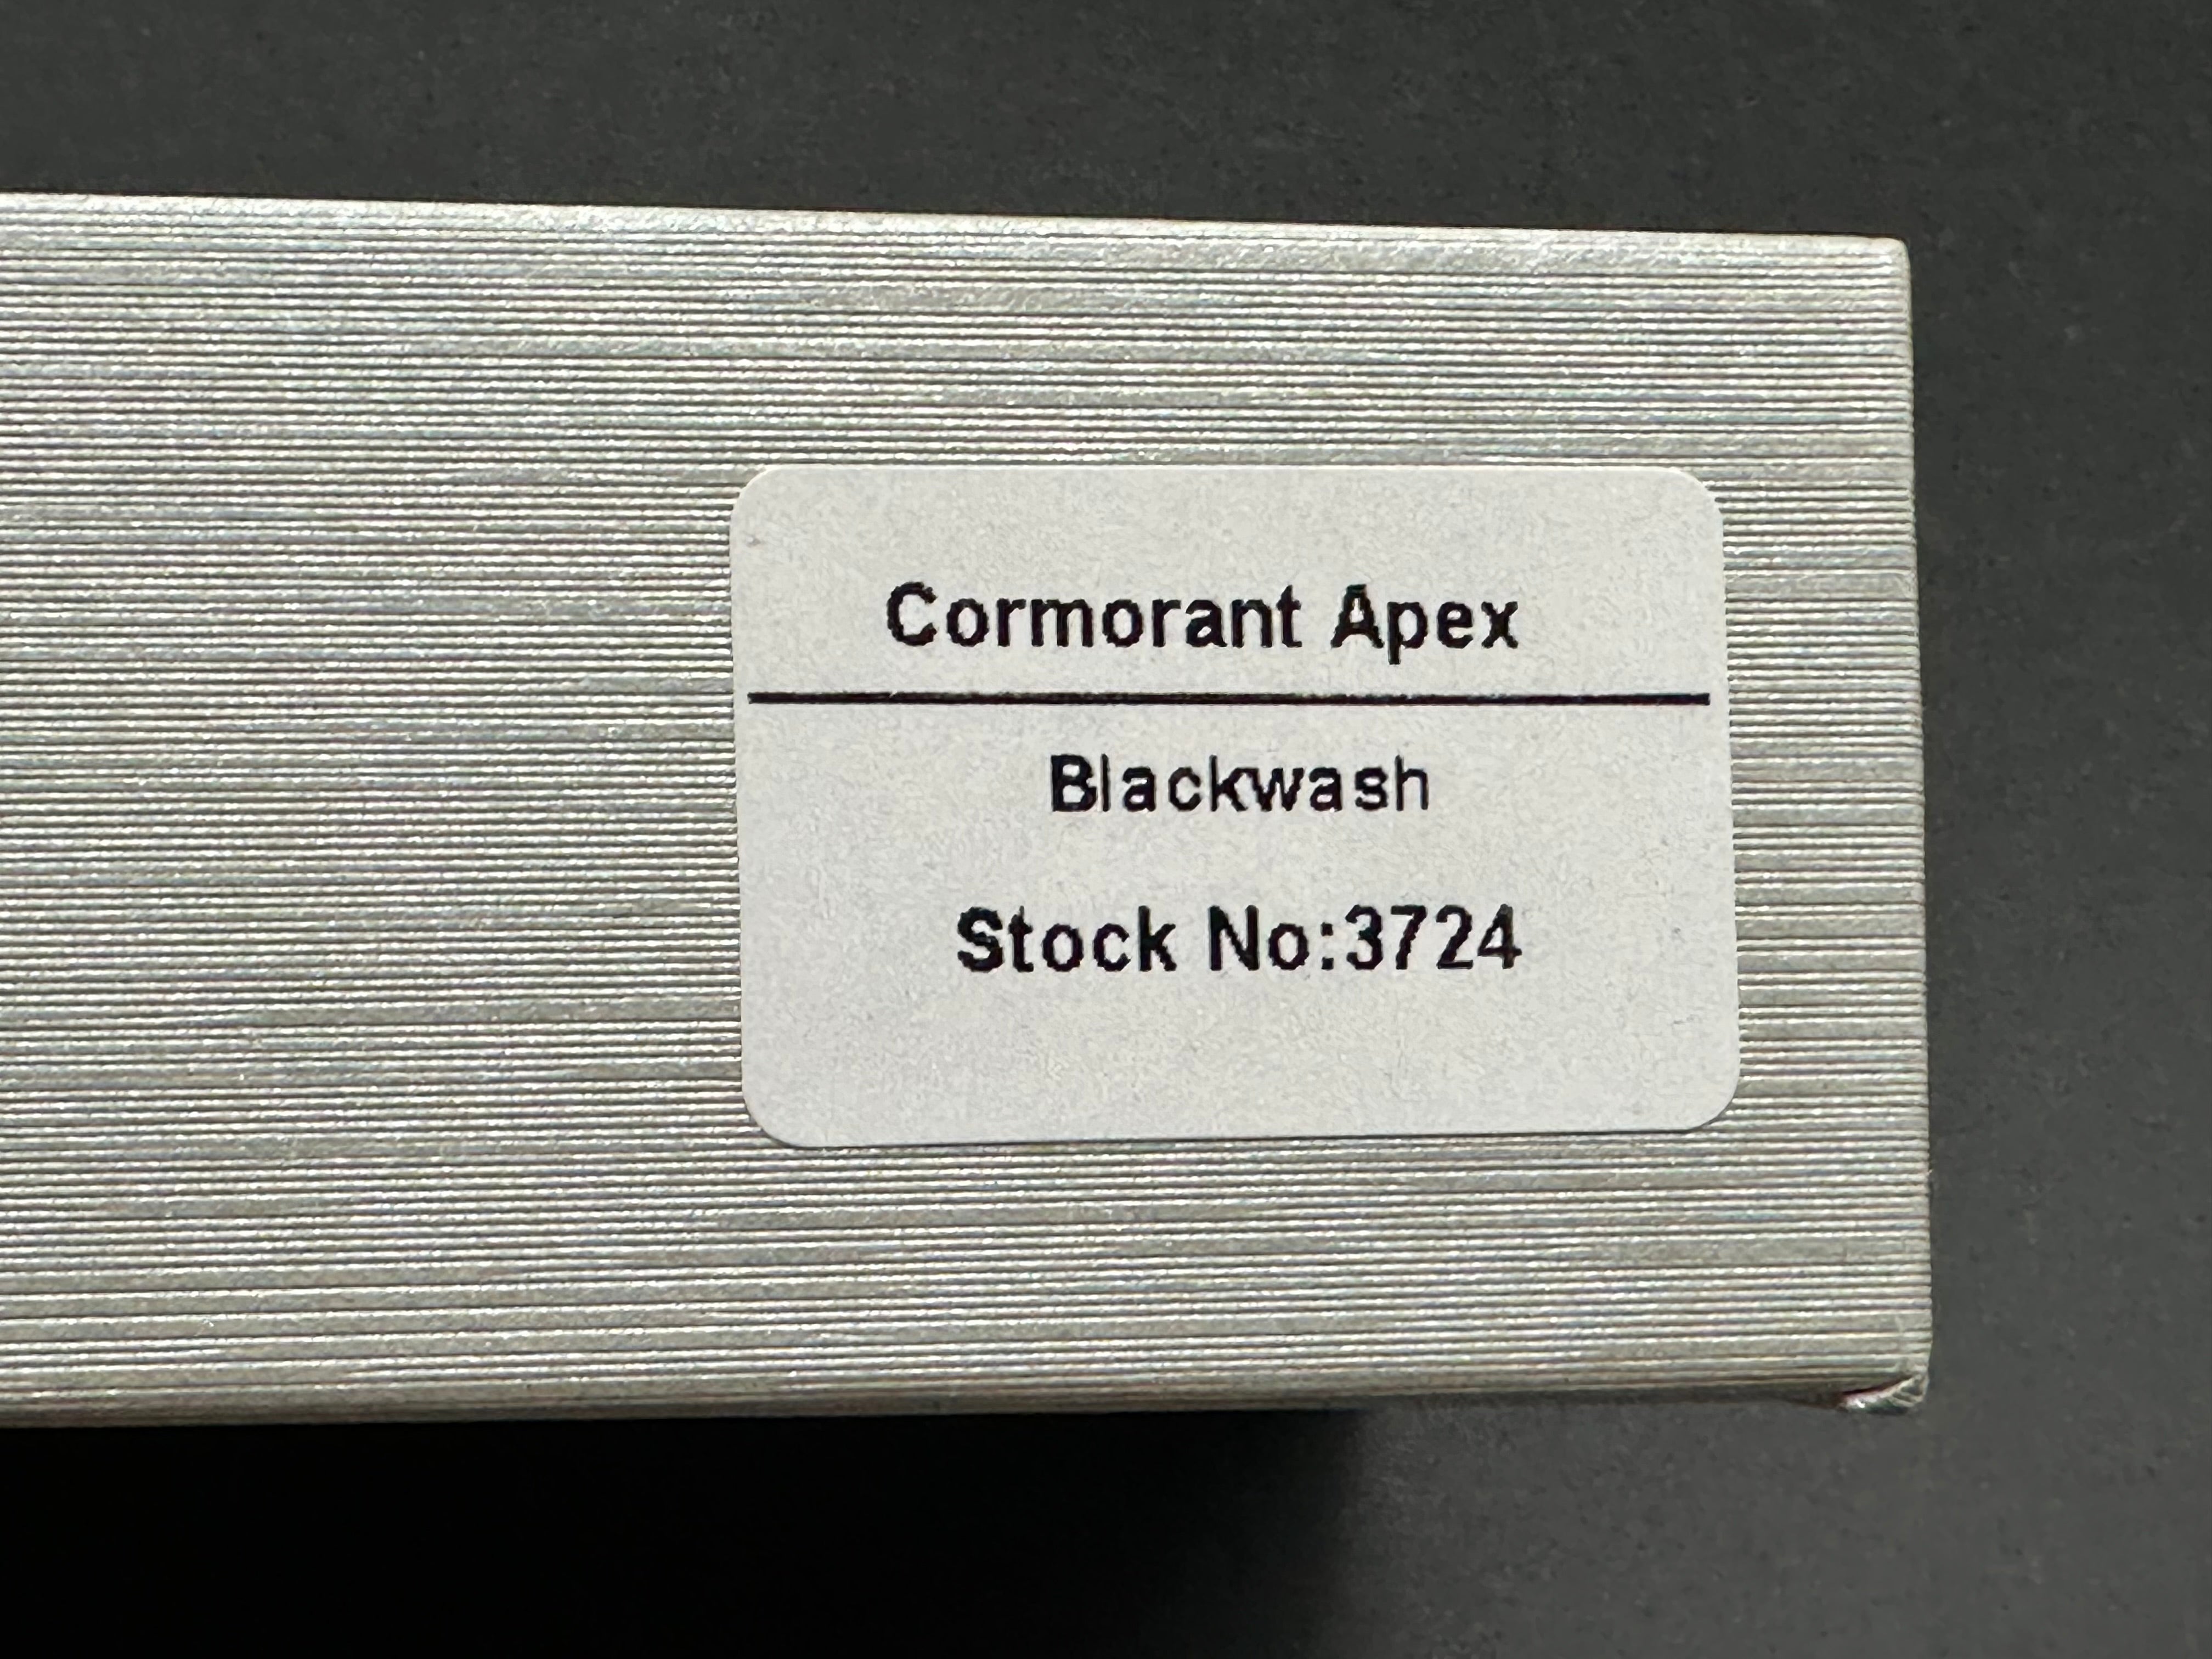 Cormorant Apex
Blackwash
Stock No:3724